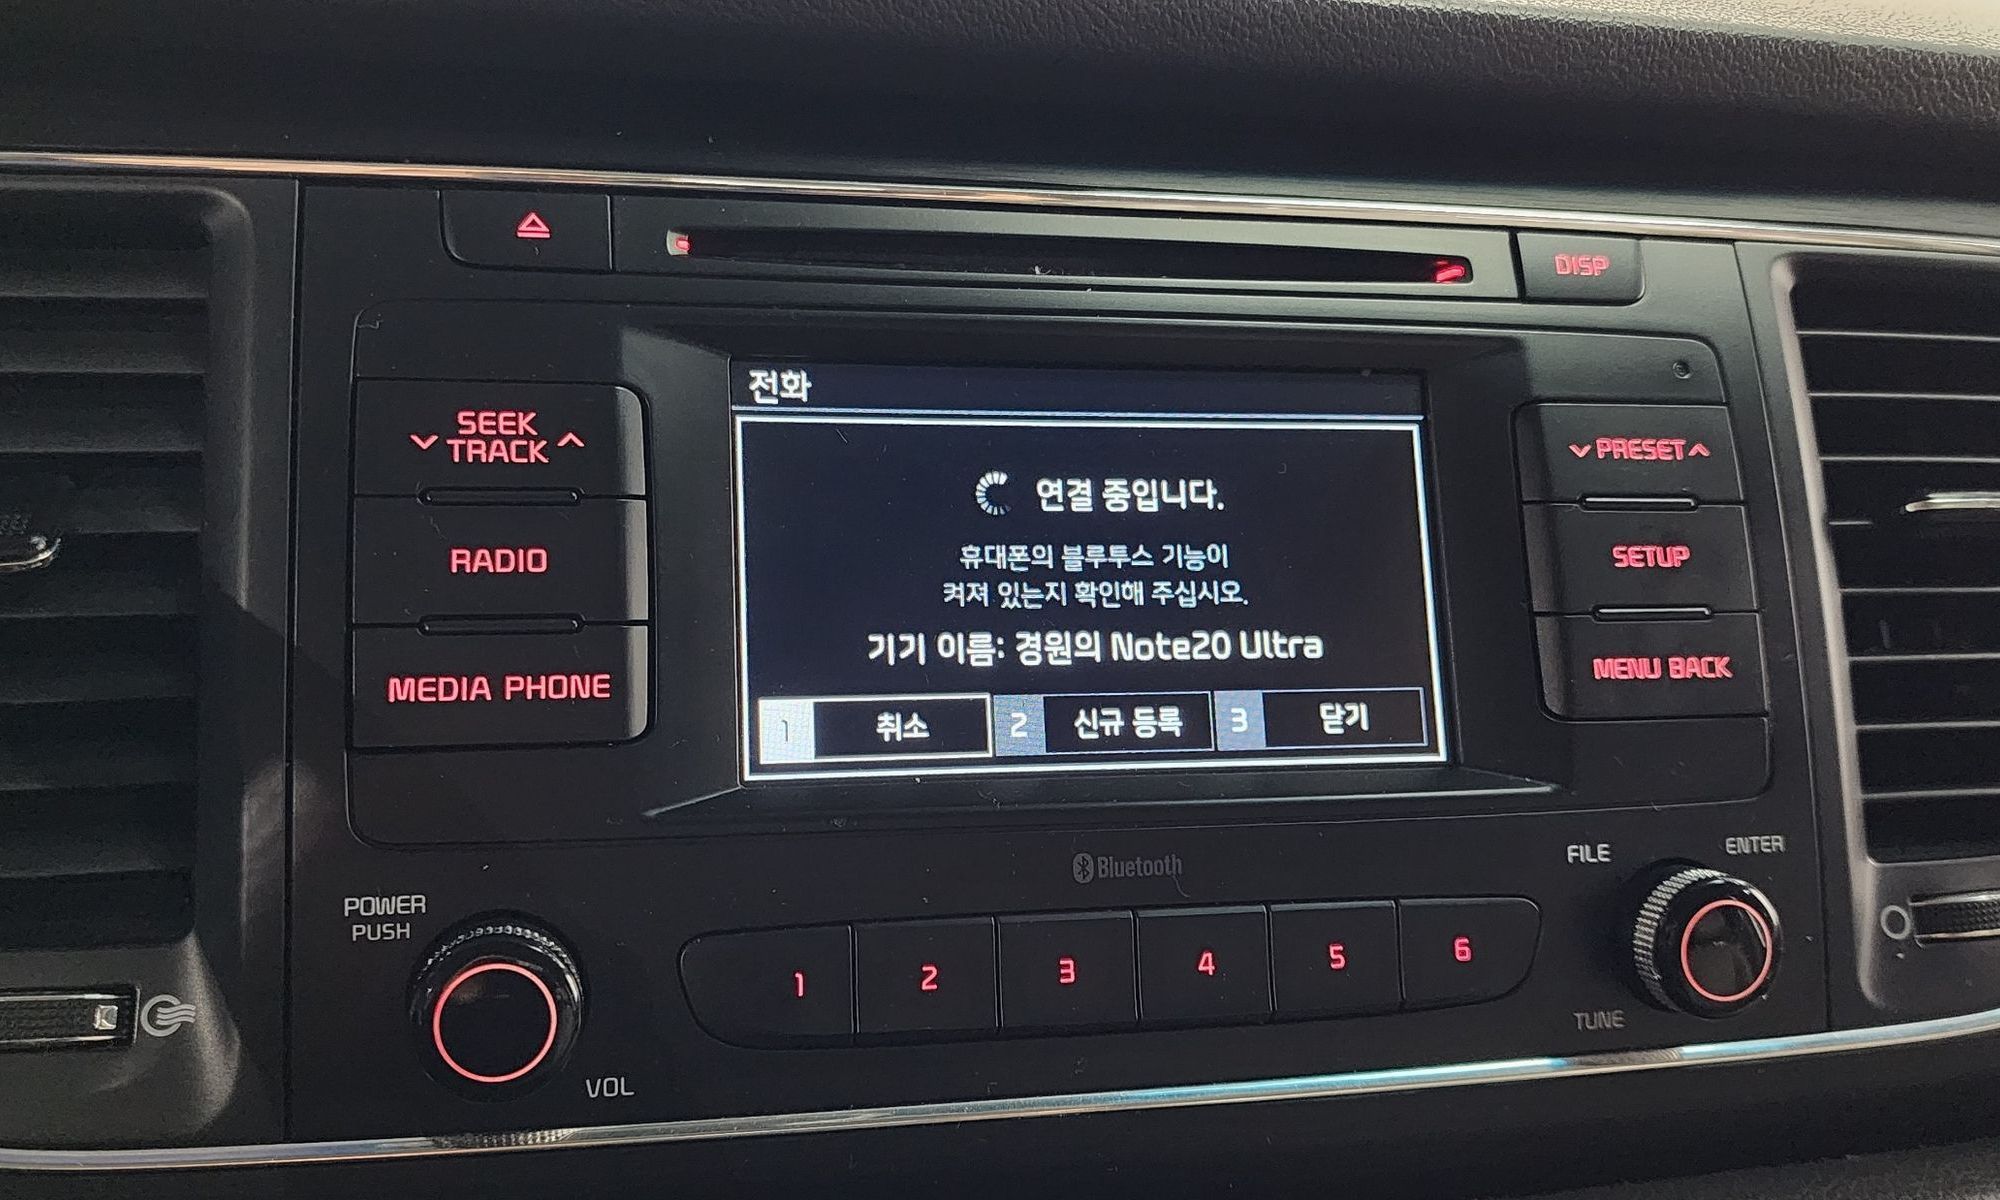 DISP
SEEK
TRACK
RADIO
MEDIA PHONE
전화
연결 중입니다.
휴대폰의 블루투스 기능이
켜져 있는지 확인해 주십시오.
기기 이름: 경원의 Note20 Ultra
1 취소 2 신규 등록 3 닫기
PRESET
SETUP
MENU BACK
Bluetooth
POWER
PUSH
VOL
1 2 3 4 5 6
FILE
ENTER
TUNE